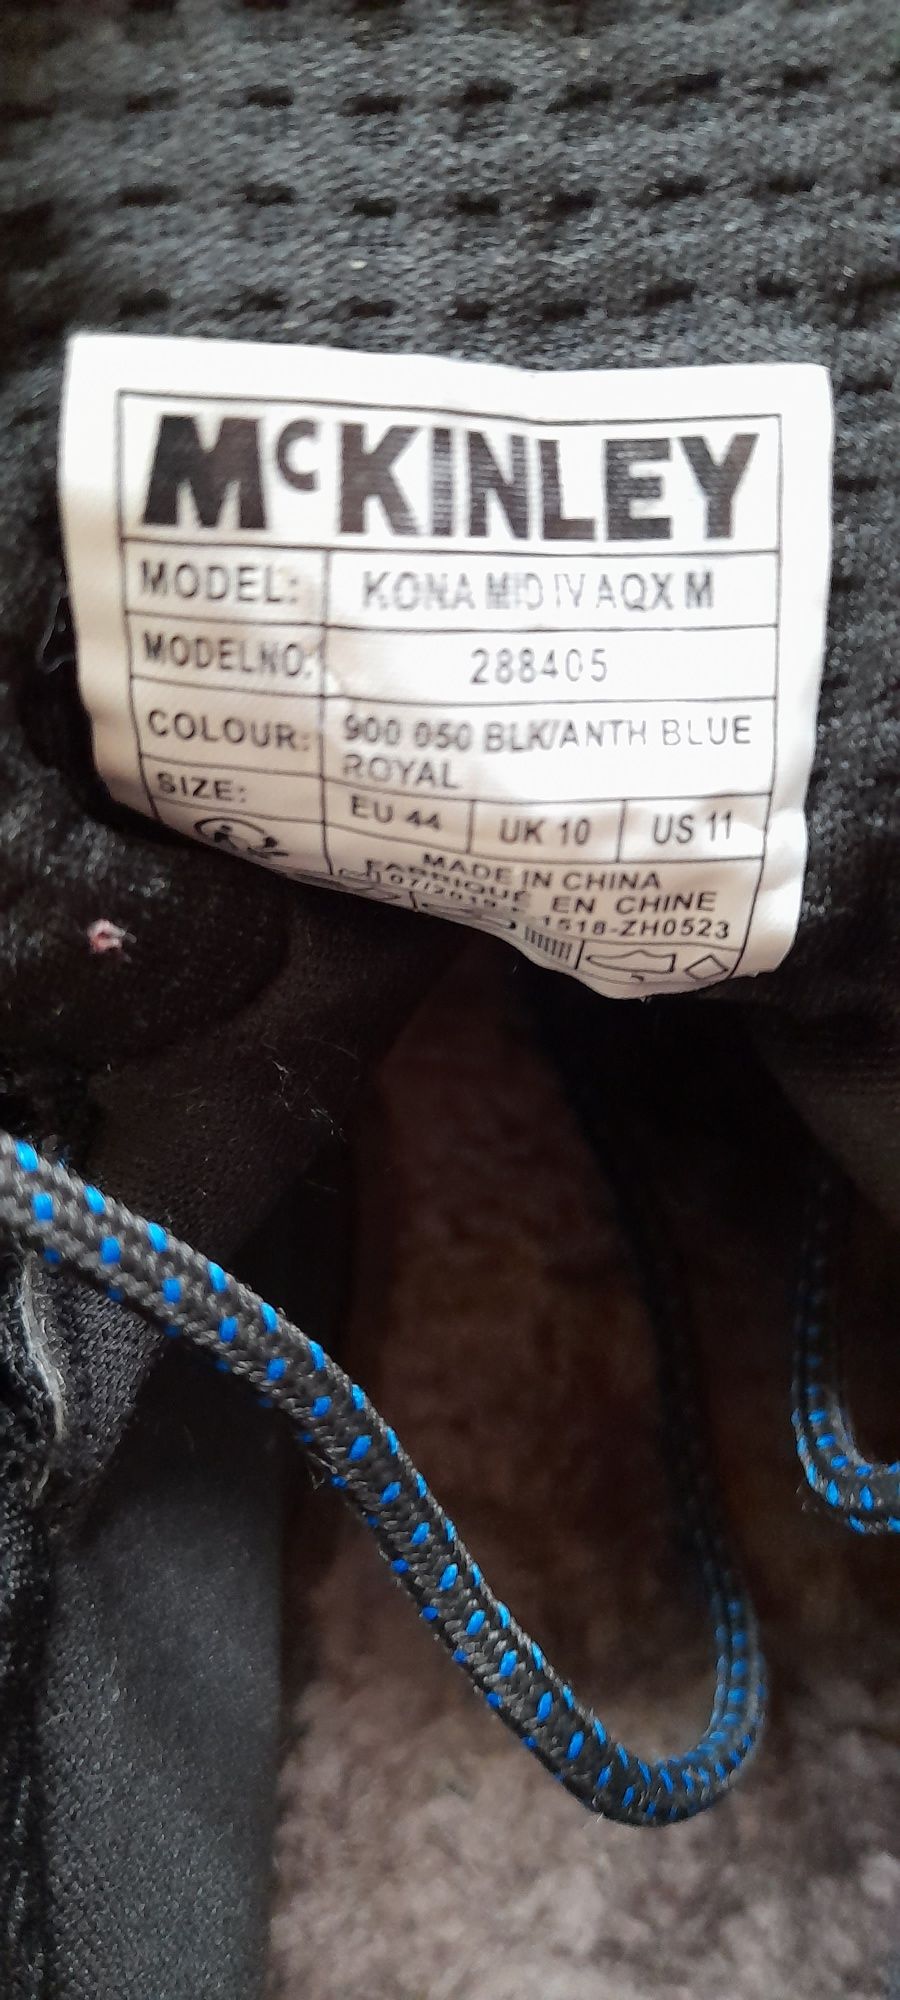 McKINLEY
MODEL: KONA MID IV AQX M
MODELNO: 288405
COLOUR: 900 050 BLK/ANTH BLUE
ROYAL
SIZE: EU 44 UK 10 US 11
MADE IN CHINA
FABRIQUÉ EN CHINE
1518-ZH0523